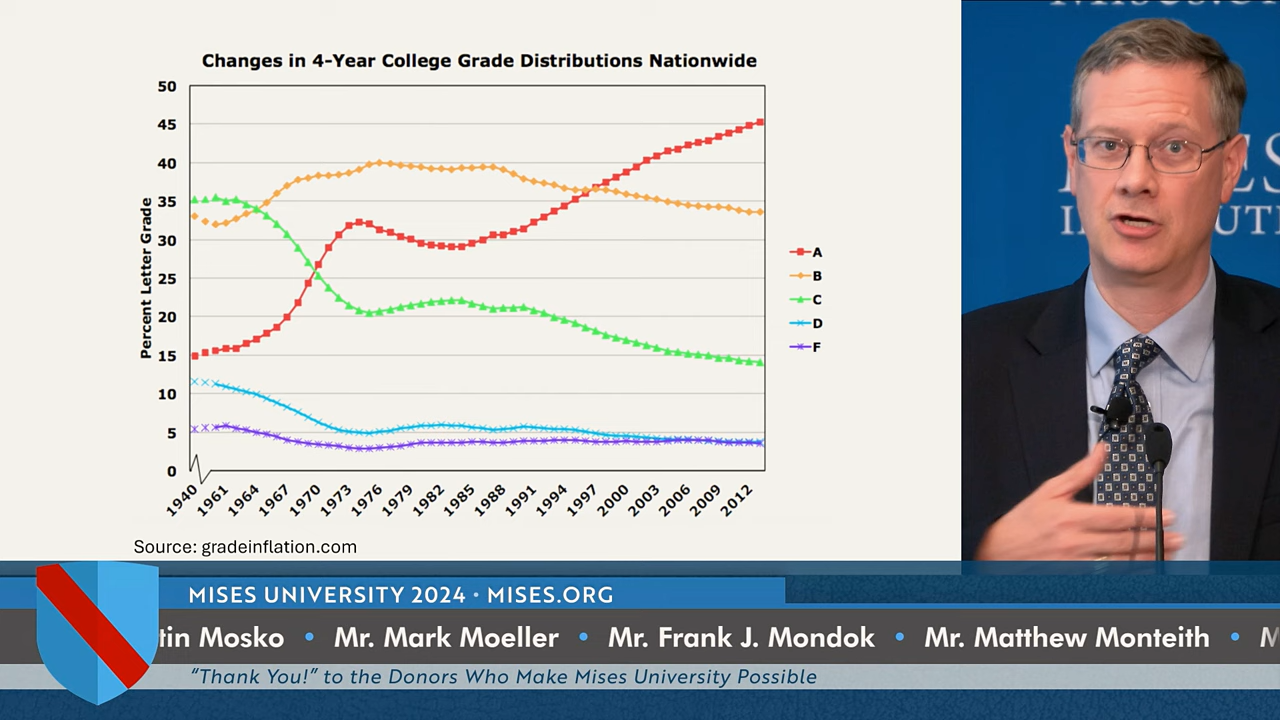 Changes in 4-Year College Grade Distributions Nationwide
Percent Letter Grade
50
45
40
35
30
25
20
15
10
5
0
1940
1961
1964
1967
1970
1973
1976
1979
1982
1985
1988
1991
1994
1997
2000
2003
2006
2009
2012
A
B
C
D
F
Source: gradeinflation.com
MISES UNIVERSITY 2024 • MISES.ORG
tin Mosko • Mr. Mark Moeller • Mr. Frank J. Mondok • Mr. Matthew Monteith • M
“Thank You!” to the Donors Who Make Mises University Possible